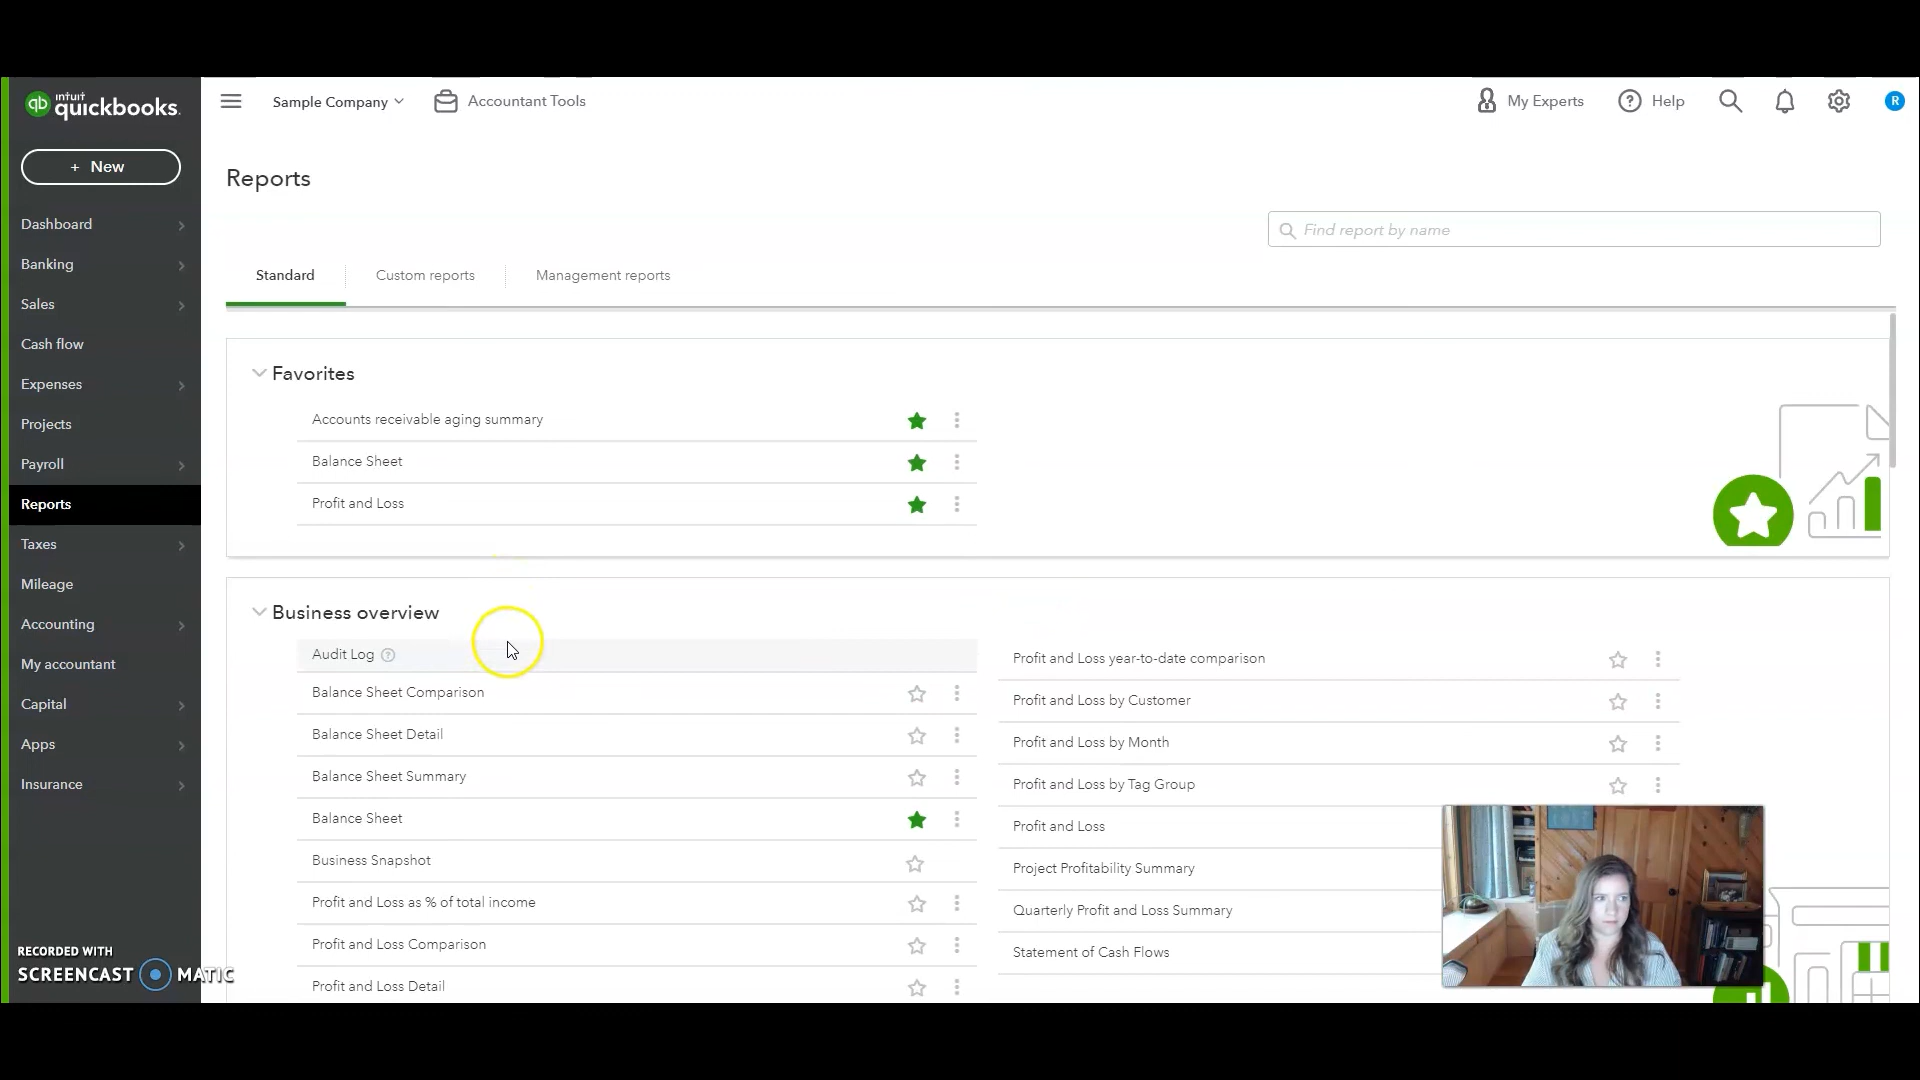 intuit
qb quickbooks.
Sample Company
Accountant Tools
My Experts
Help
R
+ New
Dashboard
Banking
Sales
Cash flow
Expenses
Projects
Payroll
Reports
Taxes
Mileage
Accounting
My accountant
Capital
Apps
Insurance
RECORDED WITH
SCREENCAST MATIC
Reports
Find report by name
Standard
Custom reports
Management reports
Favorites
Accounts receivable aging summary
Balance Sheet
Profit and Loss
Business overview
Audit Log ?
Balance Sheet Comparison
Balance Sheet Detail
Balance Sheet Summary
Balance Sheet
Business Snapshot
Profit and Loss as % of total income
Profit and Loss Comparison
Profit and Loss Detail
Profit and Loss year-to-date comparison
Profit and Loss by Customer
Profit and Loss by Month
Profit and Loss by Tag Group
Profit and Loss
Project Profitability Summary
Quarterly Profit and Loss Summary
Statement of Cash Flows